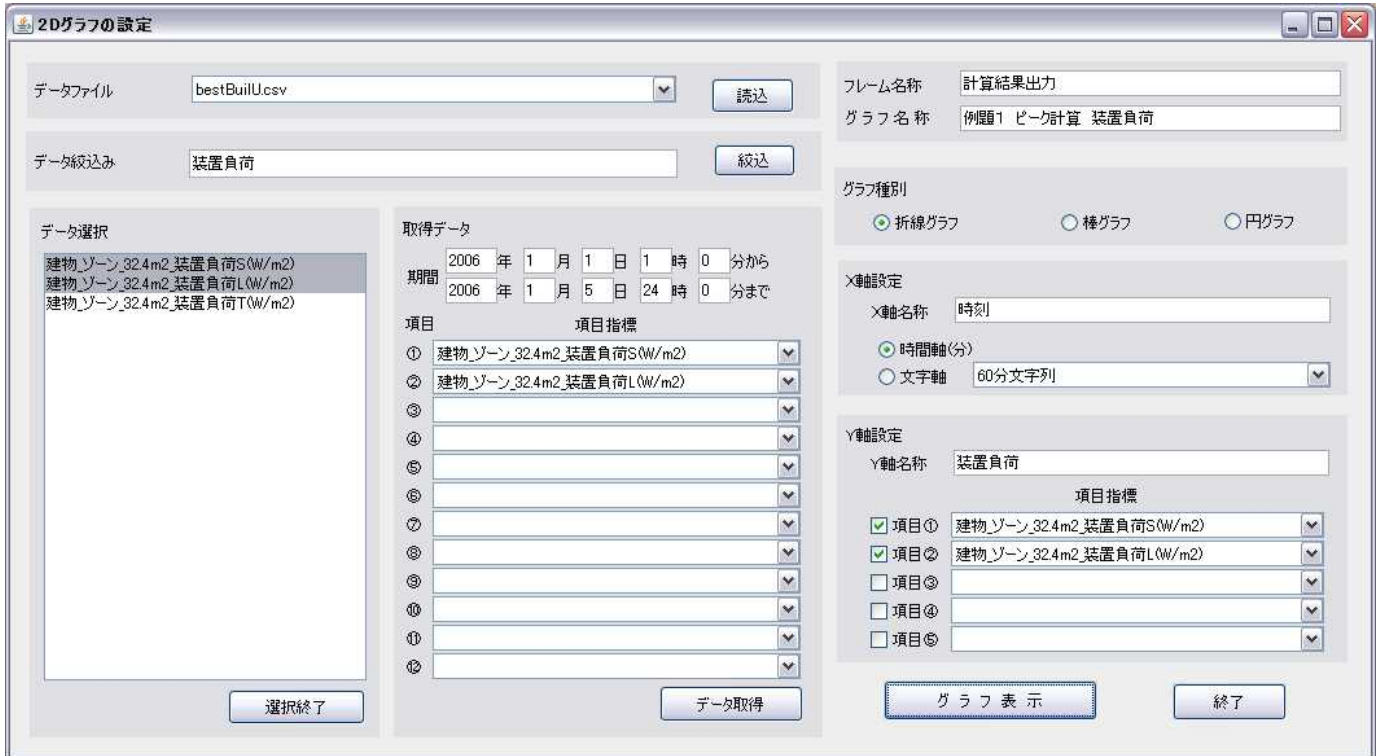 2Dグラフの設定
データファイル
bestBuilU.csv
読込
データ絞込み
装置負荷
絞込
データ選択
建物_ゾーン_32.4m2_装置負荷S(W/m2)
建物_ゾーン_32.4m2_装置負荷L(W/m2)
建物_ゾーン_32.4m2_装置負荷T(W/m2)
選択終了
取得データ
期間
2006 年 1 月 1 日 1 時 0 分から
2006 年 1 月 5 日 24 時 0 分まで
項目 項目指標
① 建物_ゾーン_32.4m2_装置負荷S(W/m2)
② 建物_ゾーン_32.4m2_装置負荷L(W/m2)
③
④
⑤
⑥
⑦
⑧
⑨
⑩
⑪
⑫
データ取得
フレーム名称 計算結果出力
グラフ名称 例題1 ピーク計算 装置負荷
グラフ種別
折線グラフ 棒グラフ 円グラフ
X軸設定
X軸名称 時刻
時間軸(分)
文字軸 60分文字列
Y軸設定
Y軸名称 装置負荷
項目指標
項目① 建物_ゾーン_32.4m2_装置負荷S(W/m2)
項目② 建物_ゾーン_32.4m2_装置負荷L(W/m2)
項目③
項目④
項目⑤
グラフ表示 終了